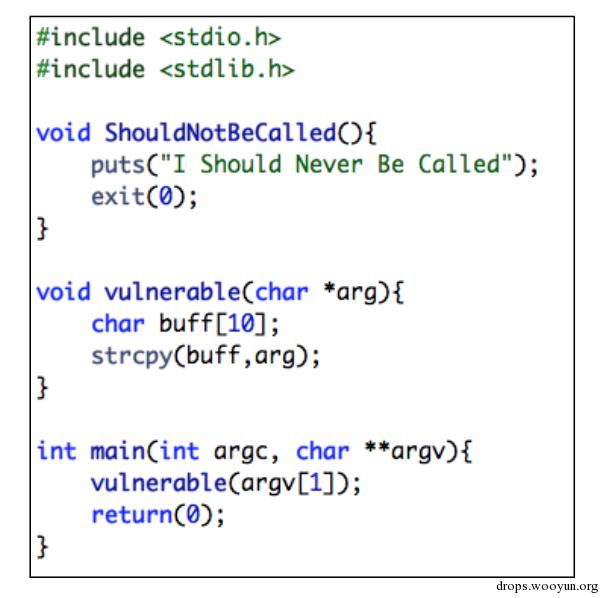 #include <stdio.h>
#include <stdlib.h>

void ShouldNotBeCalled(){
    puts("I Should Never Be Called");
    exit(0);
}

void vulnerable(char *arg){
    char buff[10];
    strcpy(buff,arg);
}

int main(int argc, char **argv){
    vulnerable(argv[1]);
    return(0);
}
drops.wooyun.org